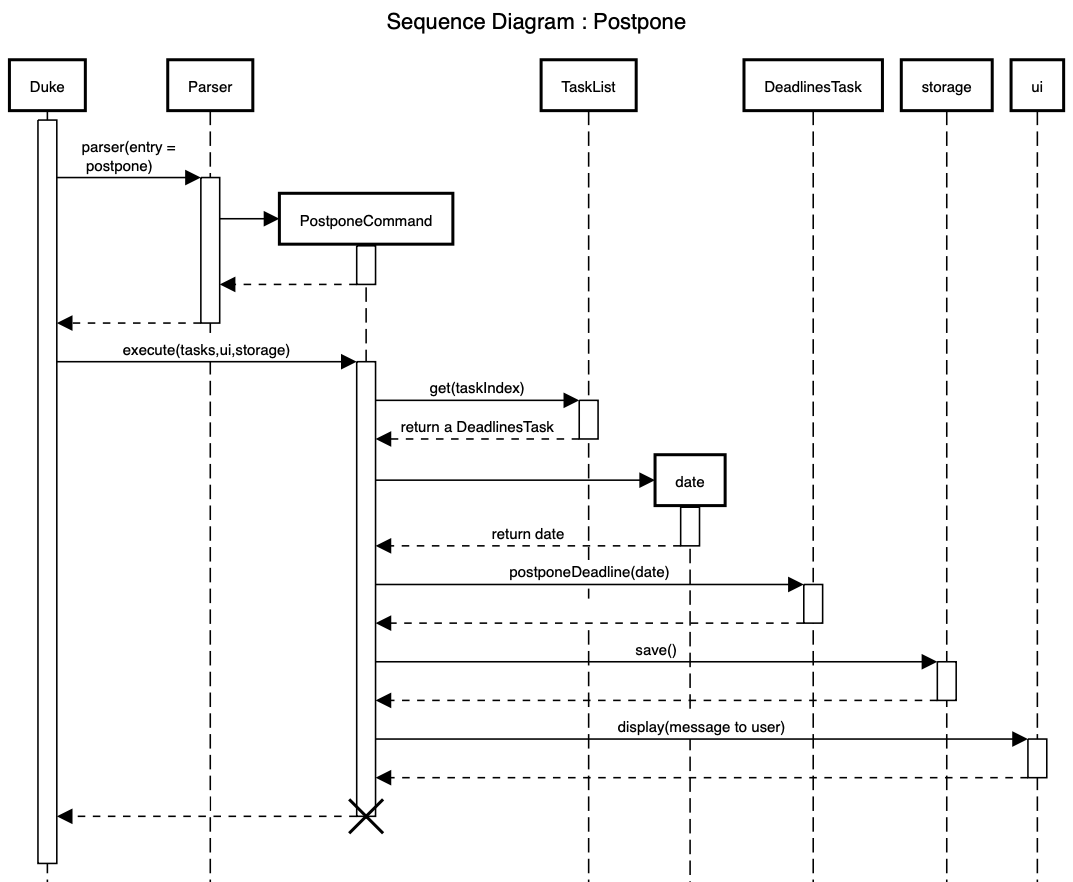 Sequence Diagram : Postpone
Duke
Parser
TaskList
DeadlinesTask
storage
ui
parser(entry =
postpone)
PostponeCommand
execute(tasks,ui,storage)
get(taskIndex)
return a DeadlinesTask
date
return date
postponeDeadline(date)
save()
display(message to user)